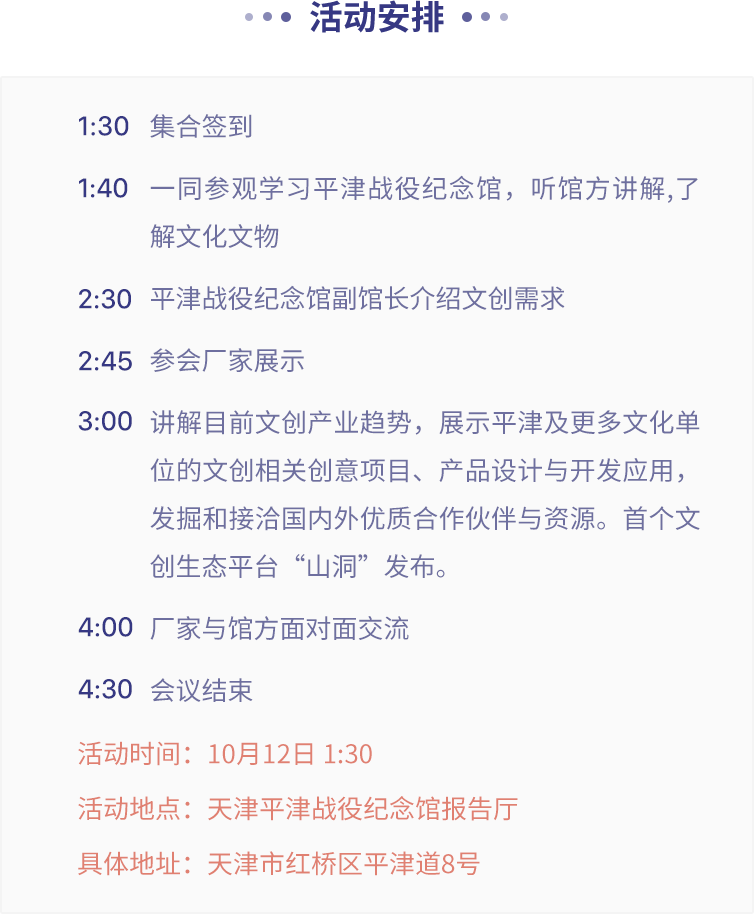 活动安排
1:30 集合签到
1:40 一同参观学习平津战役纪念馆，听馆方讲解,了
解文化文物
2:30 平津战役纪念馆副馆长介绍文创需求
2:45 参会厂家展示
3:00 讲解目前文创产业趋势，展示平津及更多文化单
位的文创相关创意项目、产品设计与开发应用，
发掘和接洽国内外优质合作伙伴与资源。首个文
创生态平台“山洞”发布。
4:00 厂家与馆方面对面交流
4:30 会议结束
活动时间：10月12日 1:30
活动地点：天津平津战役纪念馆报告厅
具体地址：天津市红桥区平津道8号